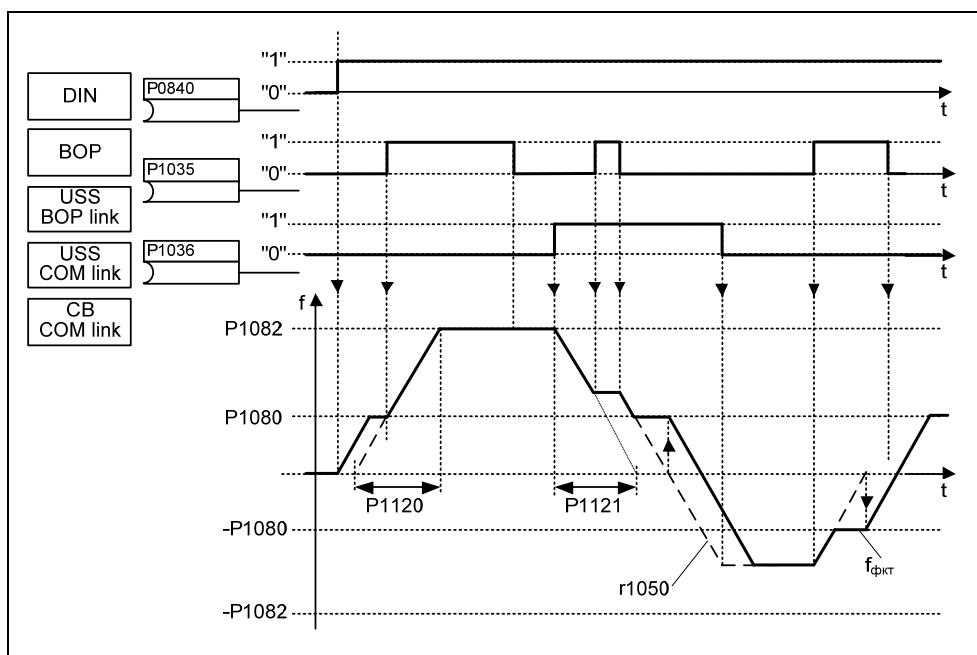 "1"
DIN
P0840
"0"
t
BOP
"1"
P1035
"0"
t
USS
BOP link
"1"
USS
COM link
P1036
"0"
t
CB
COM link
f
P1082
P1080
t
P1120
P1121
-P1080
r1050
fфкт
-P1082